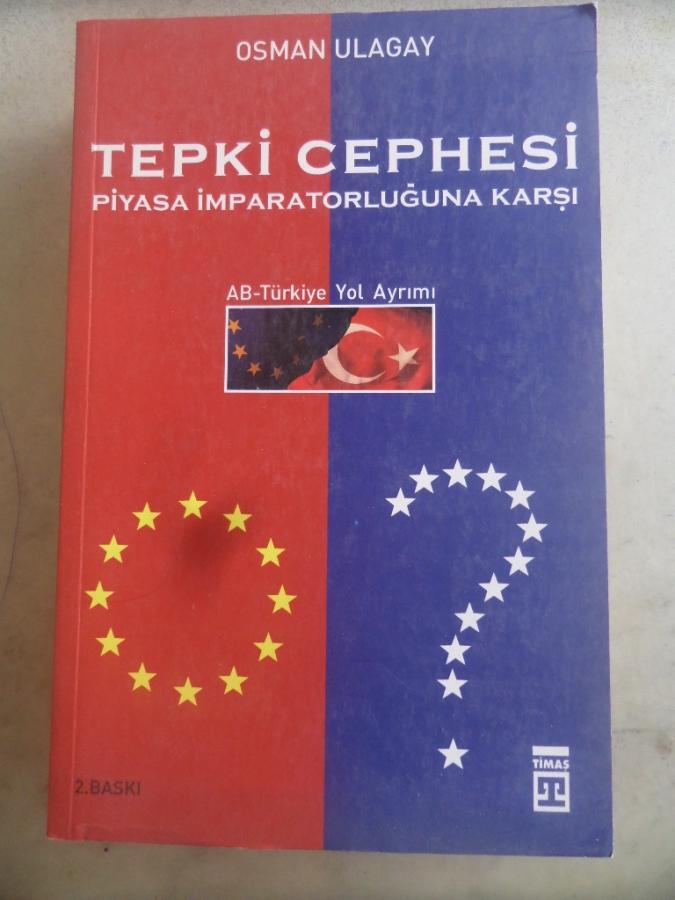 OSMAN ULAGAY
TEPKİ CEPHESİ
PİYASA İMPARATORLUĞUNA KARŞI
AB-Türkiye Yol Ayrımı
2.BASKI
TİMAŞ